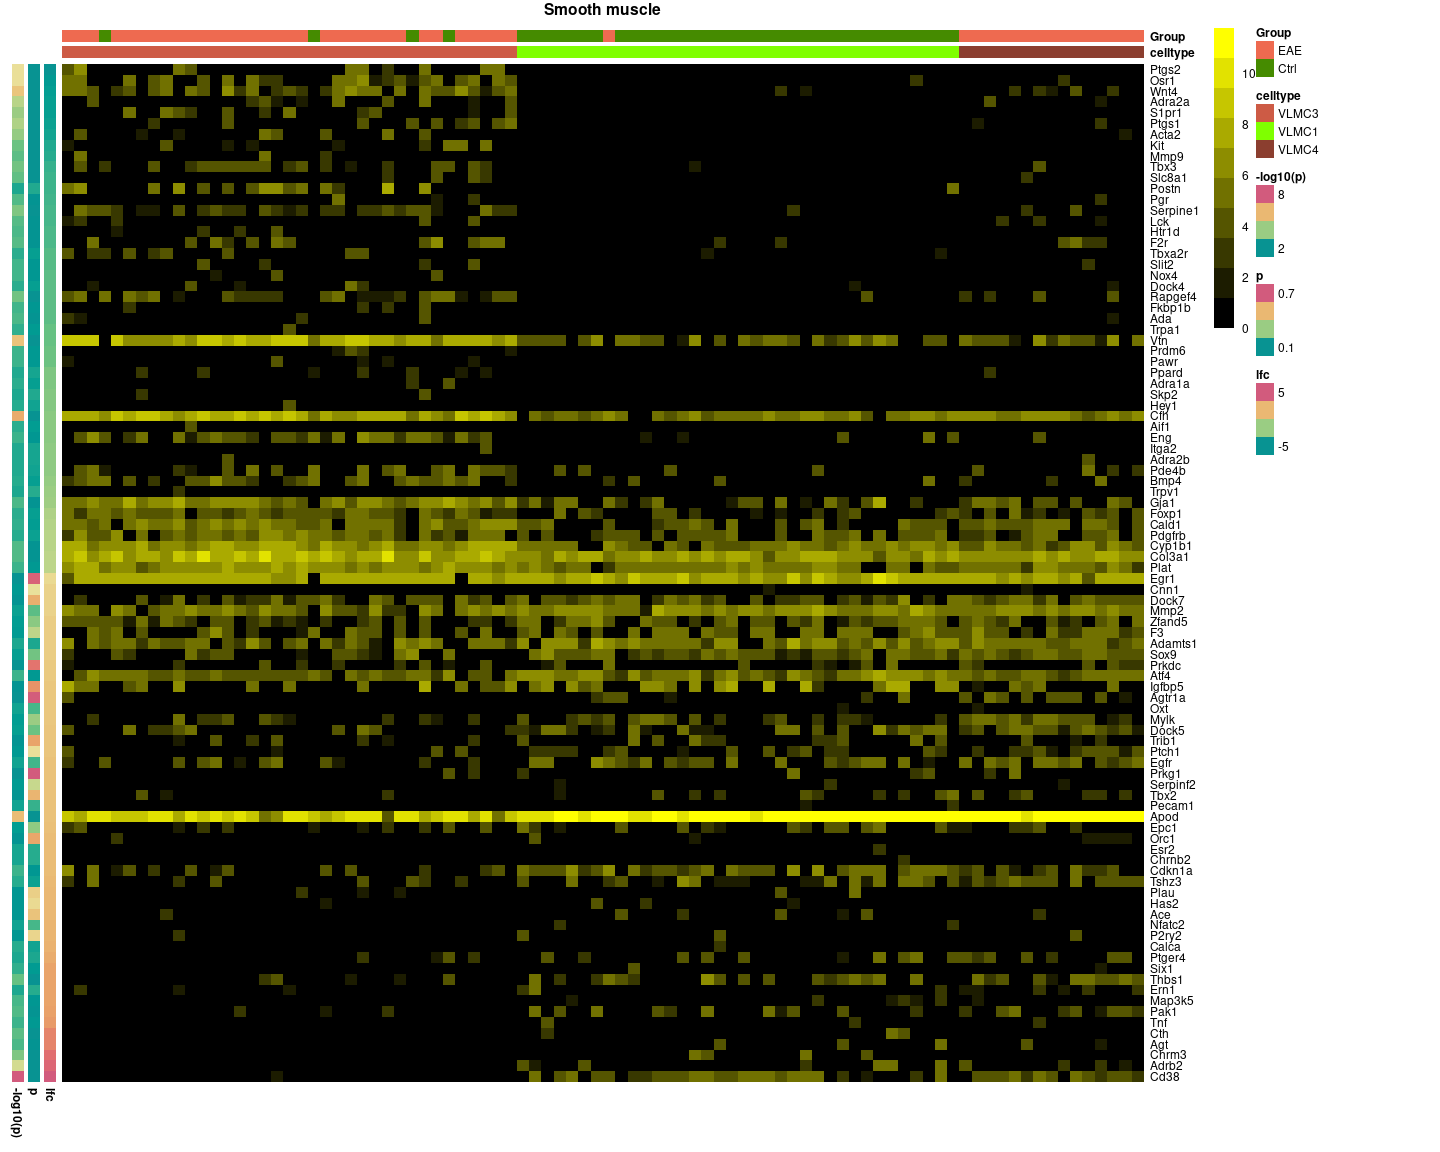 Smooth muscle
Group
celltype
Ptgs2
Osr1
Wnt4
Adra2a
S1pr1
Ptgs1
Acta2
Kit
Mmp9
Tbx3
Slc8a1
Postn
Pgr
Serpine1
Lck
Htr1d
F2r
Tbxa2r
Slit2
Nox4
Dock4
Rapgef4
Fkbp1b
Ada
Trpa1
Vtn
Prdm6
Pawr
Ppard
Adra1a
Skp2
Hey1
Cfh
Aif1
Eng
Itga2
Adra2b
Pde4b
Bmp4
Trpv1
Gja1
Foxp1
Cald1
Pdgfrb
Cyp1b1
Col3a1
Plat
Egr1
Cnn1
Dock7
Mmp2
Zfand5
F3
Adamts1
Sox9
Prkdc
Atf4
Igfbp5
Agtr1a
Oxt
Mylk
Dock5
Trib1
Ptch1
Egfr
Prkg1
Serpinf2
Tbx2
Pecam1
Apod
Epc1
Orc1
Esr2
Chrnb2
Cdkn1a
Tshz3
Plau
Has2
Ace
Nfatc2
P2ry2
Calca
Ptger4
Six1
Thbs1
Ern1
Map3k5
Pak1
Tnf
Cth
Agt
Chrm3
Adrb2
Cd38
-log10(p)
p
lfc
10
8
6
4
2
0
Group
EAE
Ctrl
celltype
VLMC3
VLMC1
VLMC4
-log10(p)
8
2
p
0.7
0.1
lfc
5
-5